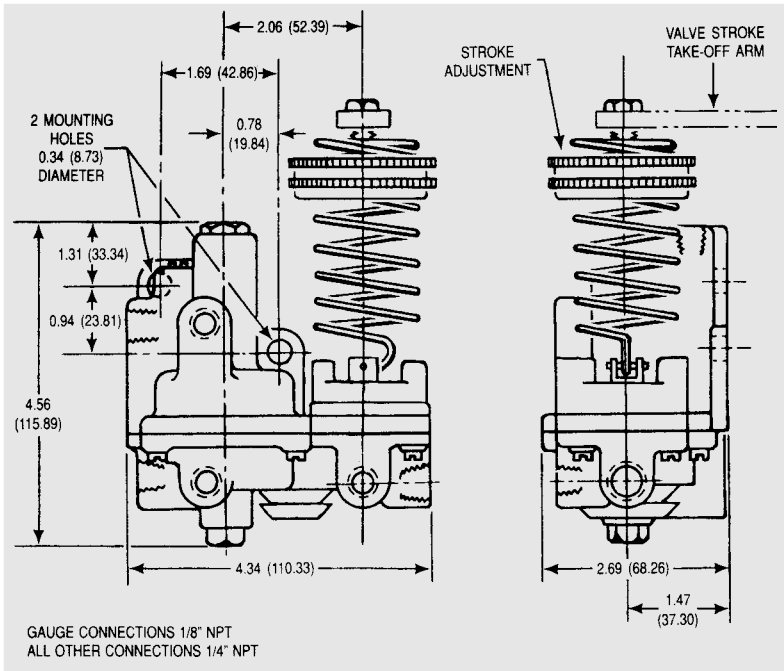 2.06 (52.39)
1.69 (42.86)
0.78
(19.84)
2 MOUNTING
HOLES
0.34 (8.73)
DIAMETER
1.31 (33.34)
0.94 (23.81)
4.56
(115.89)
4.34 (110.33)
STROKE
ADJUSTMENT
VALVE STROKE
TAKE-OFF ARM
2.69 (68.26)
1.47
(37.30)
GAUGE CONNECTIONS 1/8" NPT
ALL OTHER CONNECTIONS 1/4" NPT